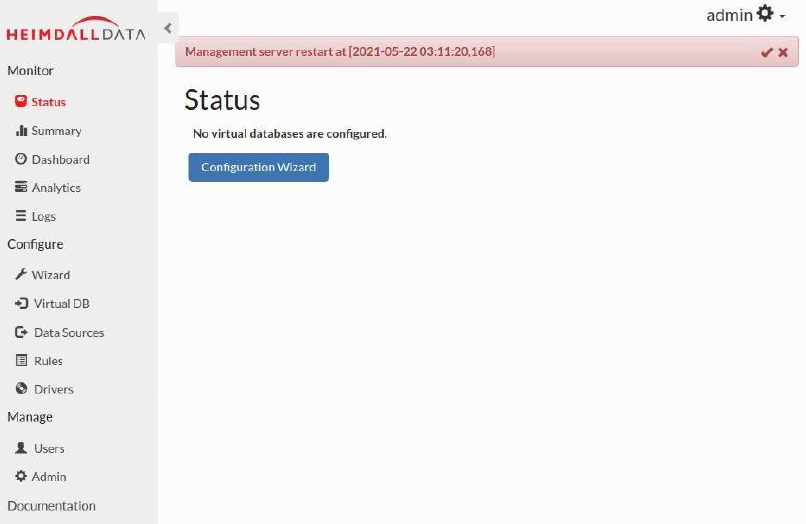 HEIMDALLDATA
admin
Management server restart at [2021-05-22 03:11:20,168]
Monitor
Status
Summary
Dashboard
Analytics
Logs
Configure
Wizard
Virtual DB
Data Sources
Rules
Drivers
Manage
Users
Admin
Documentation
Status
No virtual databases are configured.
Configuration Wizard